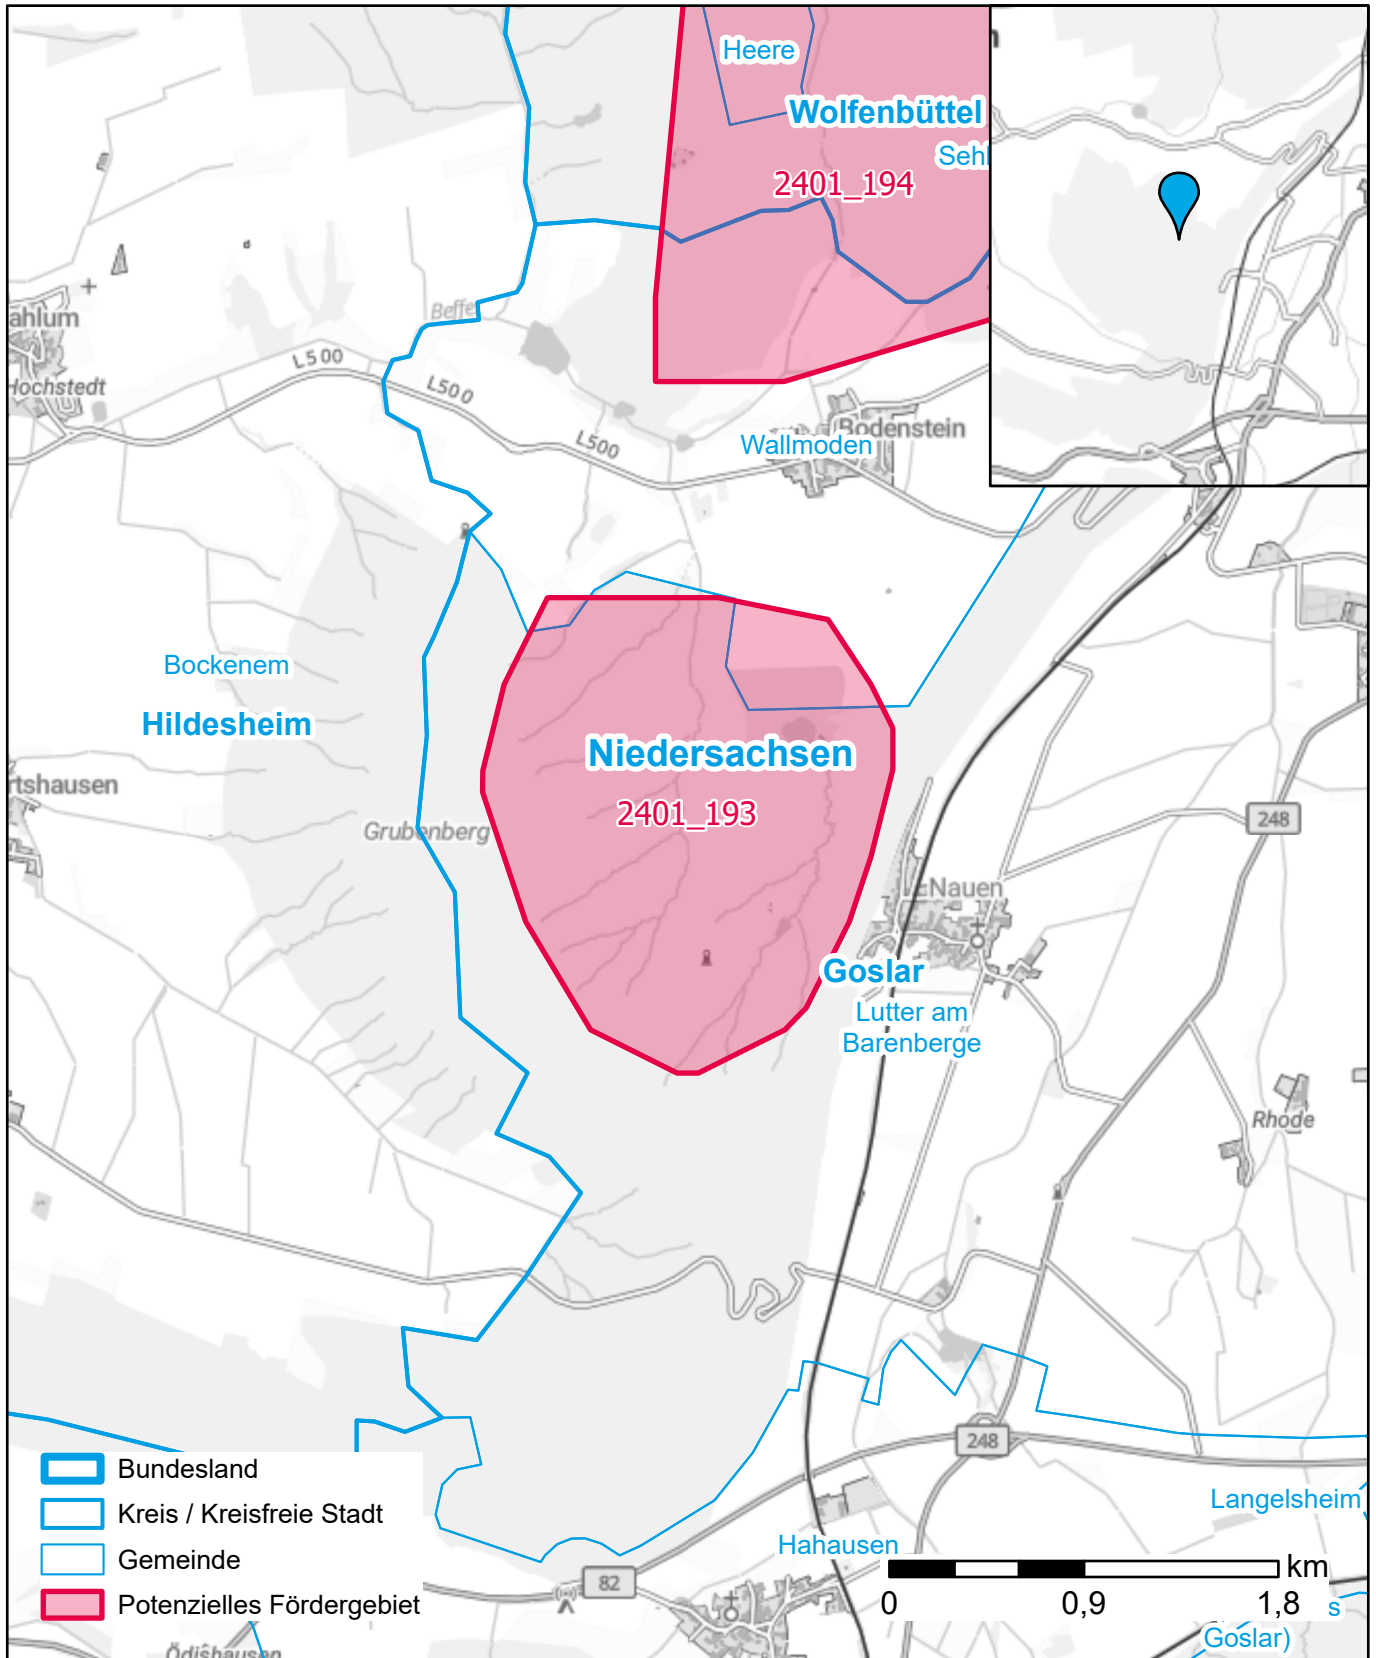 Heere
Wolfenbüttel
Sehl
2401_194
n
Beffe
ahlum
Hochstedt
L500
L500
L500
Bodenstein
Wallmoden
Bockenem
Hildesheim
Niedersachsen
2401_193
rtshausen
Grubenberg
248
Nauen
Goslar
Lutter am
Barenberge
Rhode
248
Langelsheim
Hahausen
82
Ödishausen
s
Goslar)
Bundesland
Kreis / Kreisfreie Stadt
Gemeinde
Potenzielles Fördergebiet
km
0 0,9 1,8